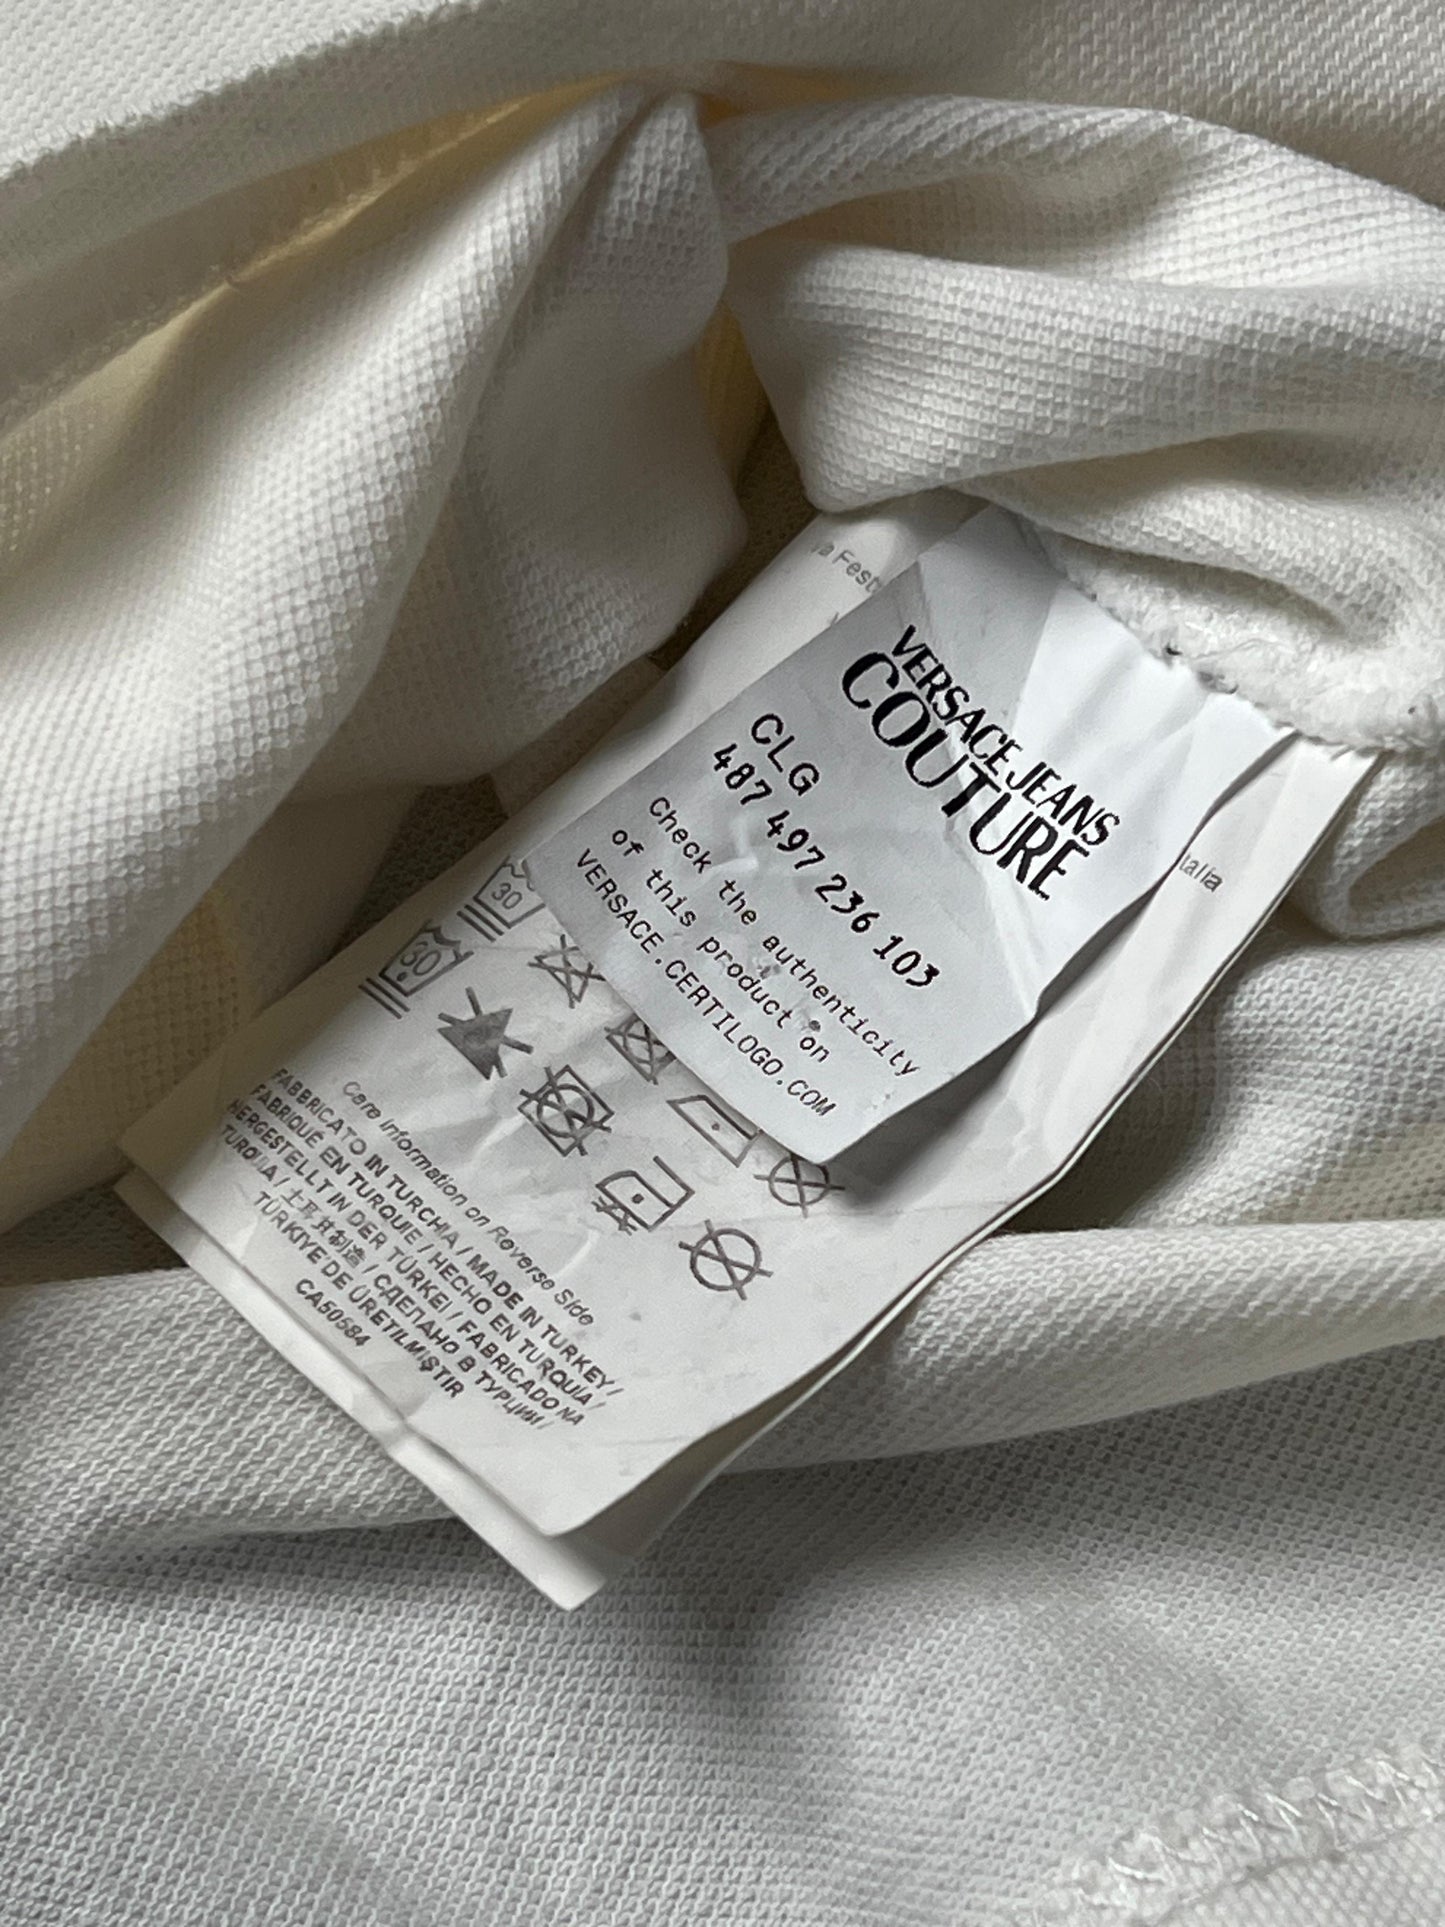 VERSACE JEANS
COUTURE
CLG
487 497 236 103
Check the authenticity
of this product on
VERSACE.CERTILOGO.COM
talia
30
30
Care Information on Reverse Side
FABBRICATO IN TURCHIA / MADE IN TURKEY /
FABRIQUÉ EN TURQUIE / HECHO EN TURQUÍA /
HERGESTELLT IN DER TÜRKEI / FABRICADO NA
TURQUIA / 土耳其制造 / СДЕЛАНО В ТУРЦИИ /
TÜRKIYE DE ÜRETILMIŞTIR
CA50584